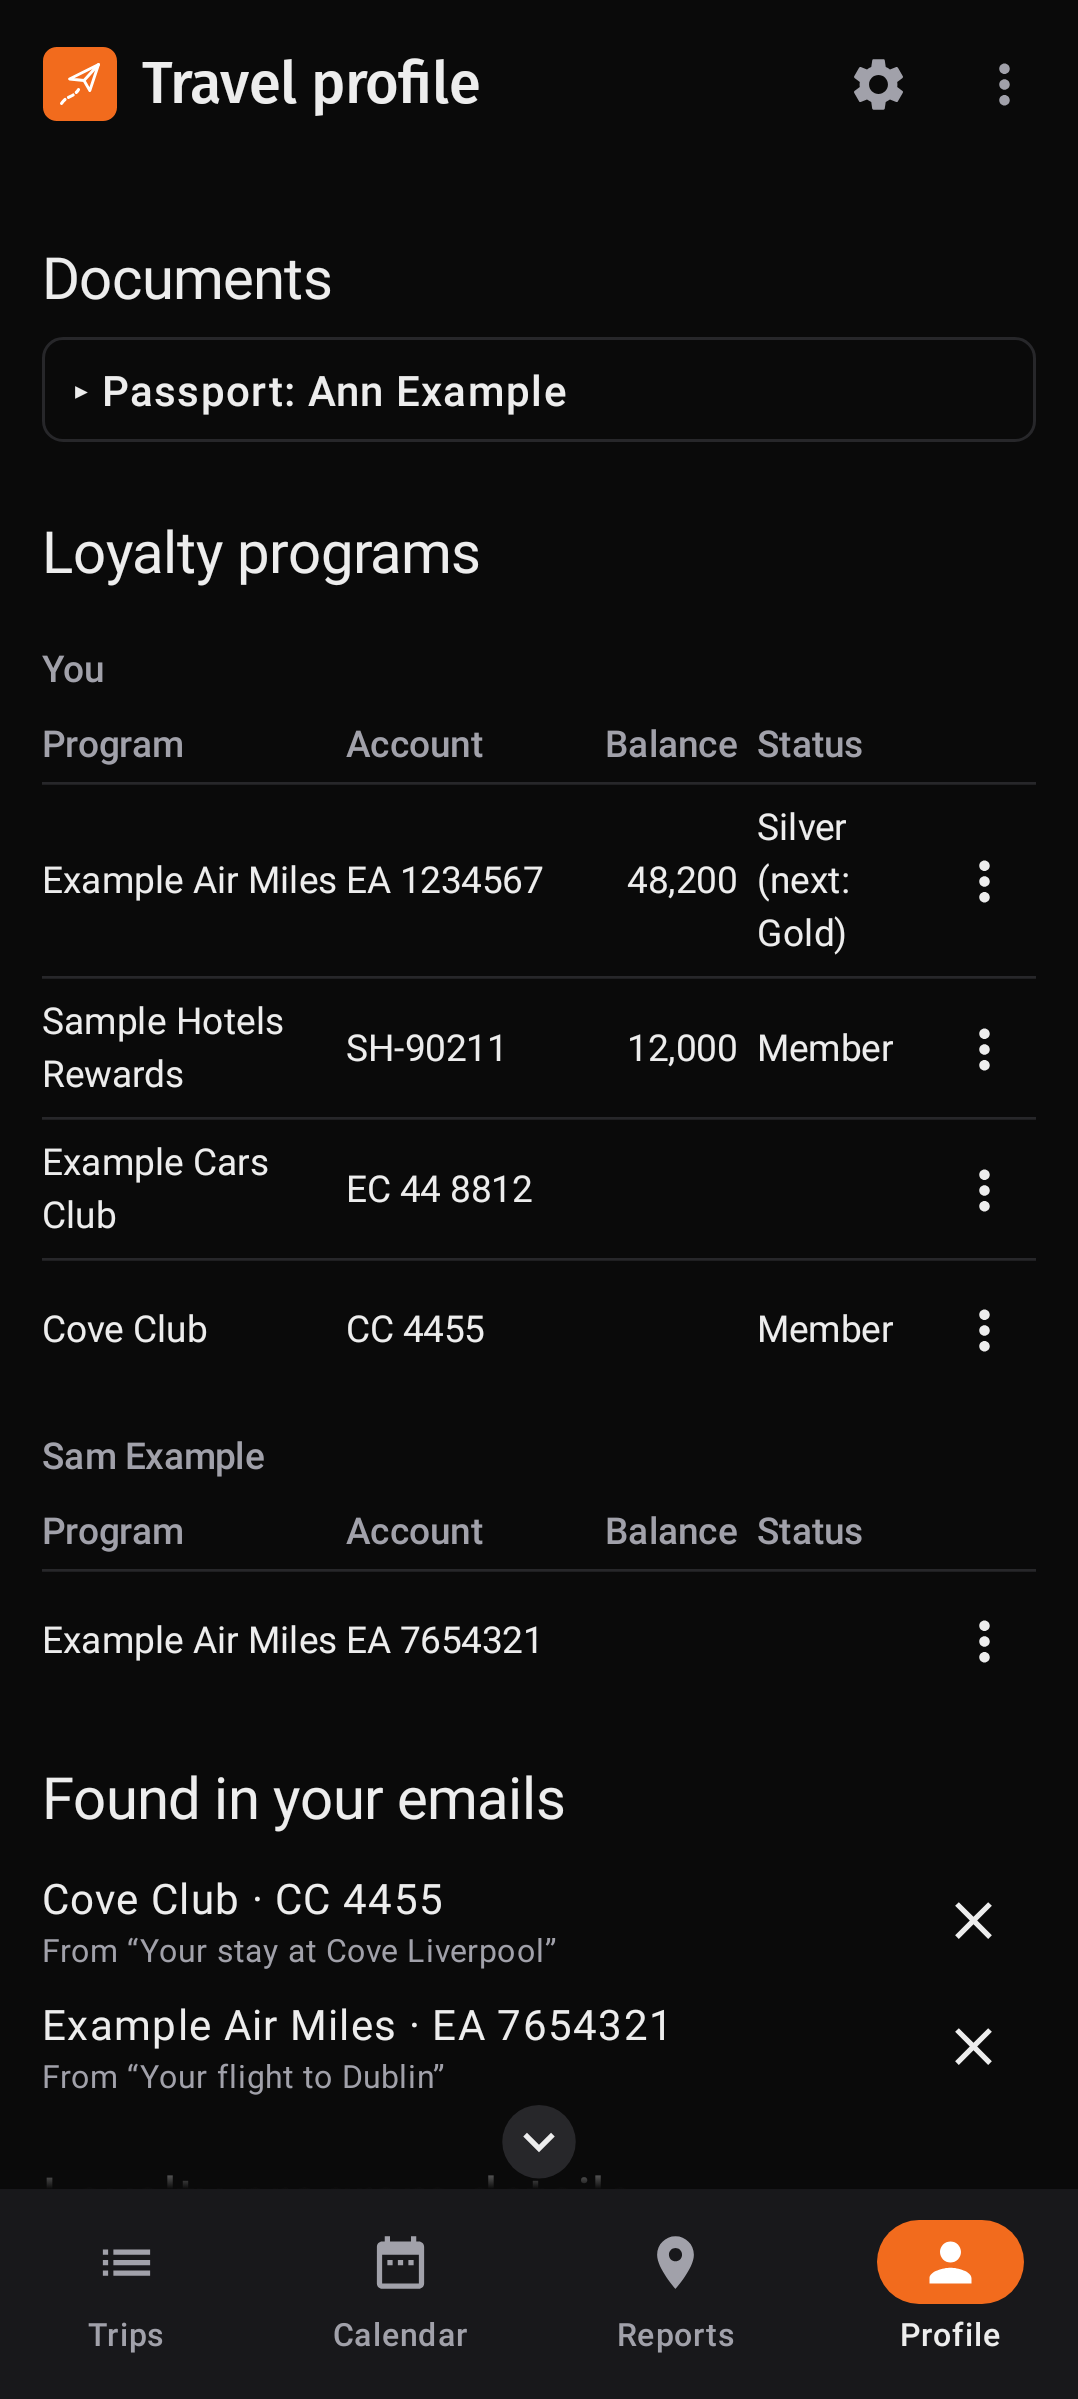 Travel profile
Documents
▸ Passport: Ann Example
Loyalty programs
You
Program Account Balance Status
Example Air Miles EA 1234567 48,200 Silver (next: Gold)
Sample Hotels Rewards SH-90211 12,000 Member
Example Cars Club EC 44 8812
Cove Club CC 4455 Member
Sam Example
Program Account Balance Status
Example Air Miles EA 7654321
Found in your emails
Cove Club · CC 4455
From “Your stay at Cove Liverpool”
Example Air Miles · EA 7654321
From “Your flight to Dublin”
Trips Calendar Reports Profile